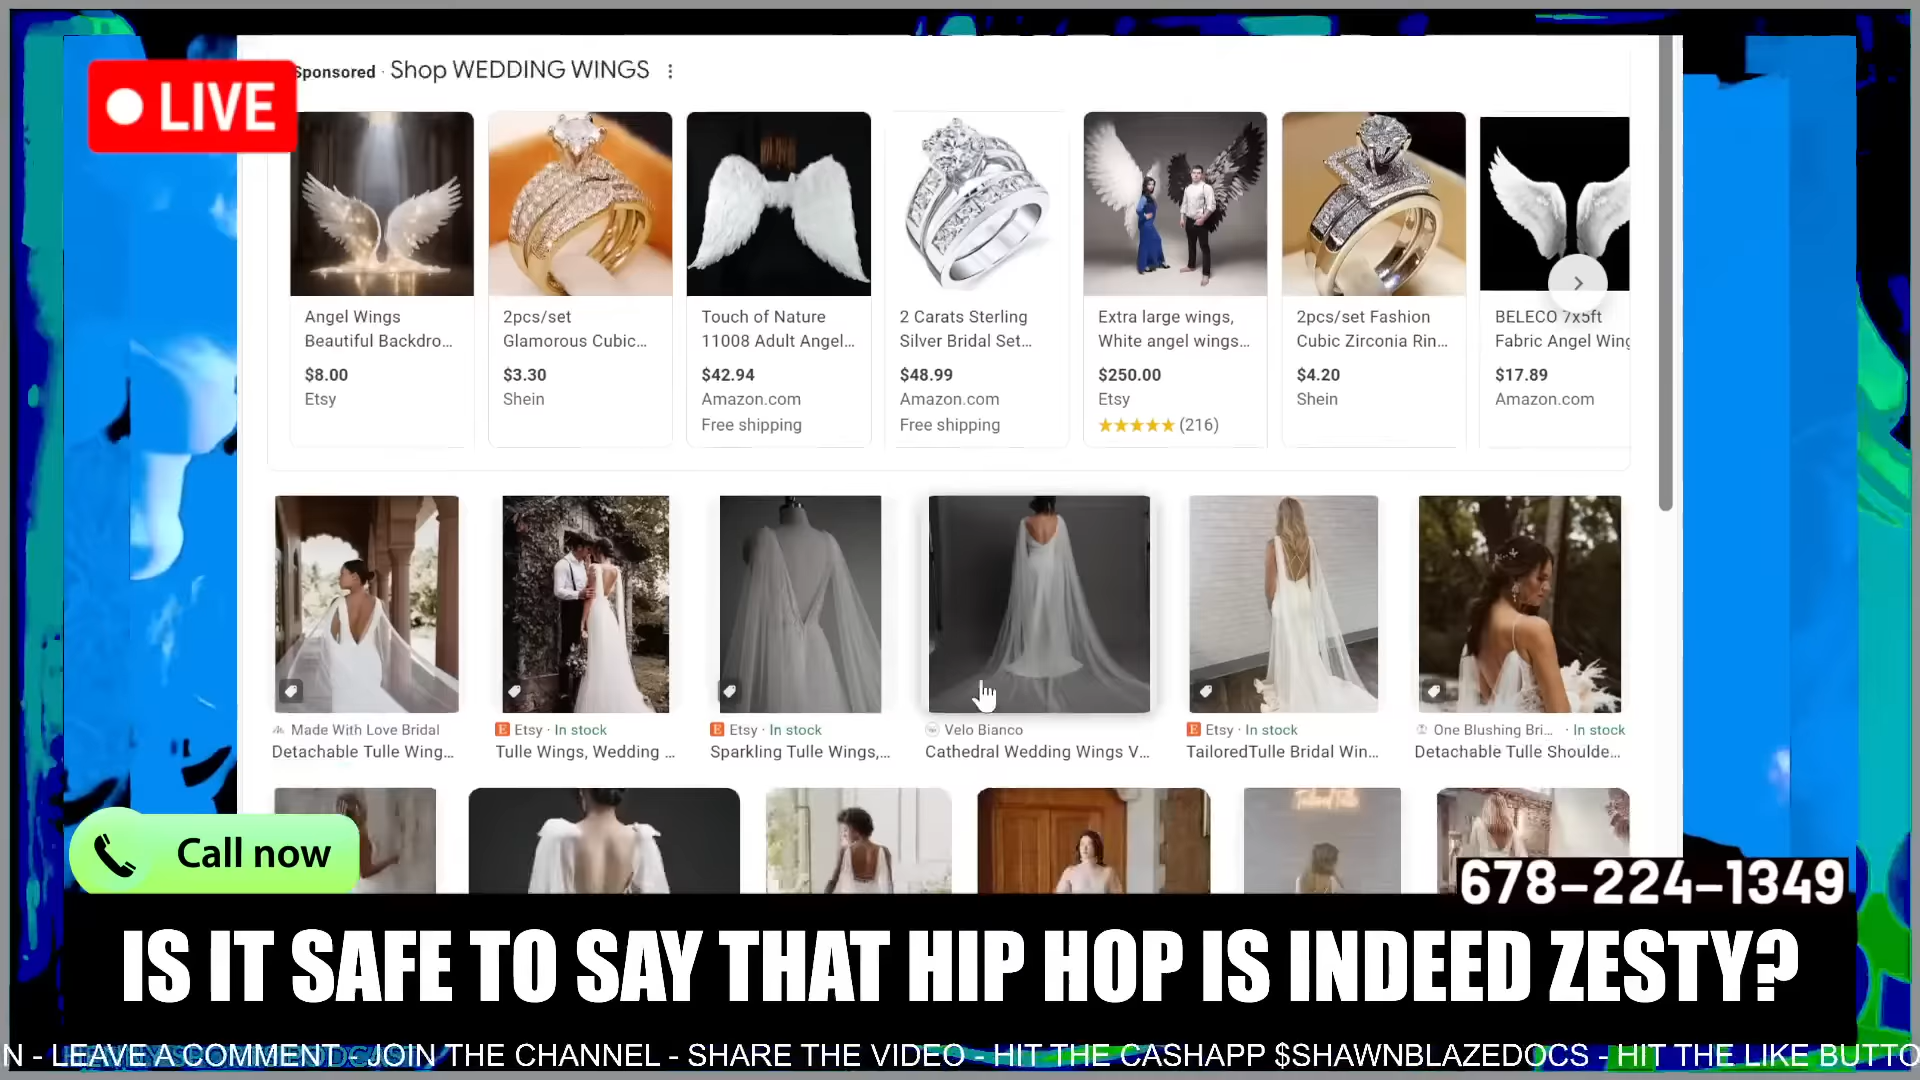 LIVE
Sponsored · Shop WEDDING WINGS
Angel Wings
Beautiful Backdro...
$8.00
Etsy
2pcs/set
Glamorous Cubic...
$3.30
Shein
Touch of Nature
11008 Adult Angel...
$42.94
Amazon.com
Free shipping
2 Carats Sterling
Silver Bridal Set...
$48.99
Amazon.com
Free shipping
Extra large wings,
White angel wings...
$250.00
Etsy
(216)
2pcs/set Fashion
Cubic Zirconia Rin...
$4.20
Shein
BELECO 7x5ft
Fabric Angel Wing
$17.89
Amazon.com
Made With Love Bridal
Detachable Tulle Wing...
E Etsy · In stock
Tulle Wings, Wedding ...
E Etsy · In stock
Sparkling Tulle Wings,...
Velo Bianco
Cathedral Wedding Wings V...
E Etsy · In stock
TailoredTulle Bridal Win...
One Blushing Bri... · In stock
Detachable Tulle Shoulde...
Call now
678-224-1349
IS IT SAFE TO SAY THAT HIP HOP IS INDEED ZESTY?
N - LEAVE A COMMENT - JOIN THE CHANNEL - SHARE THE VIDEO - HIT THE CASHAPP $SHAWNBLAZEDOCS - HIT THE LIKE BUTTO